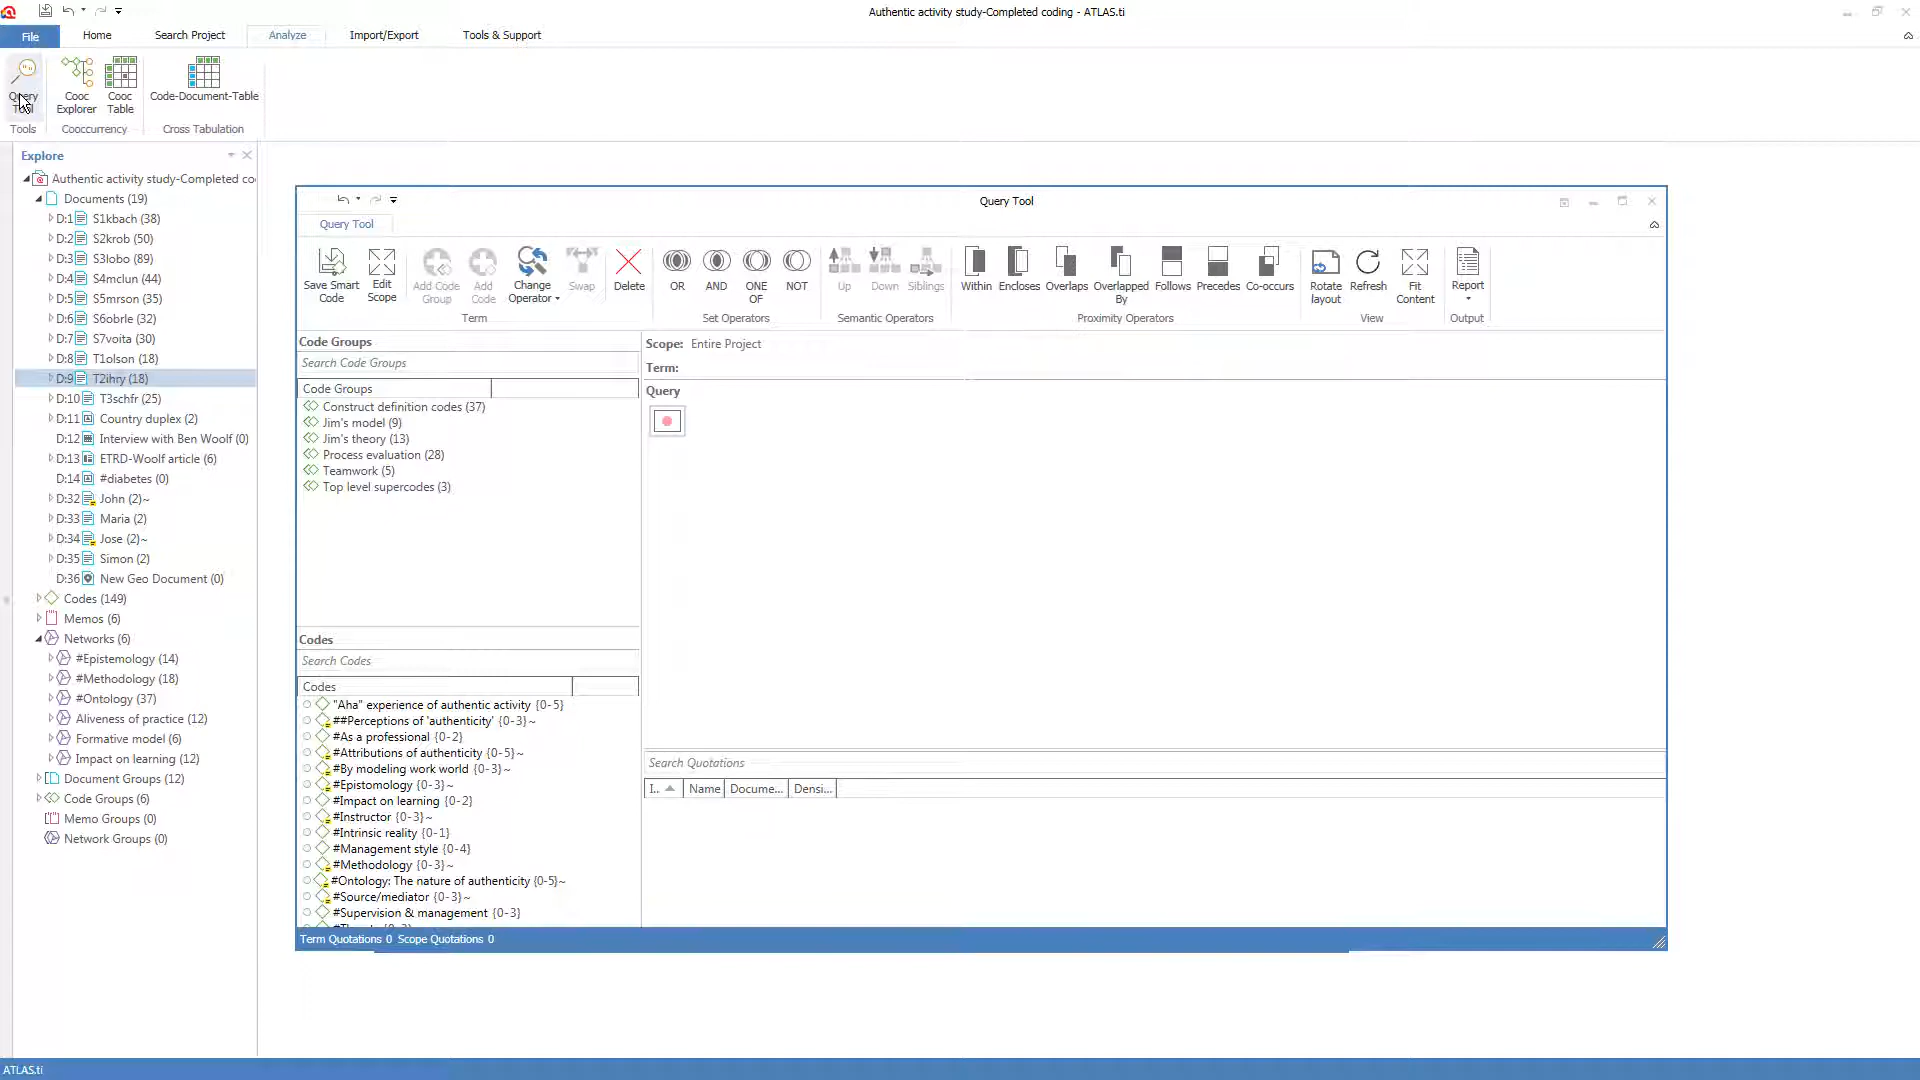 Authentic activity study-Completed coding - ATLAS.ti
File
Home
Search Project
Analyze
Import/Export
Tools & Support
Query Tool
Cooc Explorer
Cooc Table
Code-Document-Table
Tools
Cooccurrency
Cross Tabulation
Explore
Authentic activity study-Completed co
Documents (19)
D:1 S1kbach (38)
D:2 S2krob (50)
D:3 S3lobo (89)
D:4 S4mclun (44)
D:5 S5mrson (35)
D:6 S6obrle (32)
D:7 S7voita (30)
D:8 T1olson (18)
D:9 T2ihry (18)
D:10 T3schfr (25)
D:11 Country duplex (2)
D:12 Interview with Ben Woolf (0)
D:13 ETRD-Woolf article (6)
D:14 #diabetes (0)
D:32 John (2)~
D:33 Maria (2)
D:34 Jose (2)~
D:35 Simon (2)
D:36 New Geo Document (0)
Codes (149)
Memos (6)
Networks (6)
#Epistemology (14)
#Methodology (18)
#Ontology (37)
Aliveness of practice (12)
Formative model (6)
Impact on learning (12)
Document Groups (12)
Code Groups (6)
Memo Groups (0)
Network Groups (0)
Query Tool
Query Tool
Save Smart Code
Edit Scope
Add Code Group
Add Code
Change Operator
Swap
Delete
OR
AND
ONE OF
NOT
Up
Down
Siblings
Within
Encloses
Overlaps
Overlapped By
Follows
Precedes
Co-occurs
Rotate layout
Refresh
Fit Content
Report
Term
Set Operators
Semantic Operators
Proximity Operators
View
Output
Code Groups
Search Code Groups
Code Groups
Construct definition codes (37)
Jim's model (9)
Jim's theory (13)
Process evaluation (28)
Teamwork (5)
Top level supercodes (3)
Codes
Search Codes
Codes
"Aha" experience of authentic activity {0-5}
##Perceptions of 'authenticity' {0-3}~
#As a professional {0-2}
#Attributions of authenticity {0-5}~
#By modeling work world {0-3}~
#Epistomology {0-3}~
#Impact on learning {0-2}
#Instructor {0-3}~
#Intrinsic reality {0-1}
#Management style {0-4}
#Methodology {0-3}~
#Ontology: The nature of authenticity {0-5}~
#Source/mediator {0-3}~
#Supervision & management {0-3}
Scope: Entire Project
Term:
Query
Search Quotations
I..
Name
Docume...
Densi...
Term Quotations 0 Scope Quotations 0
ATLAS.ti